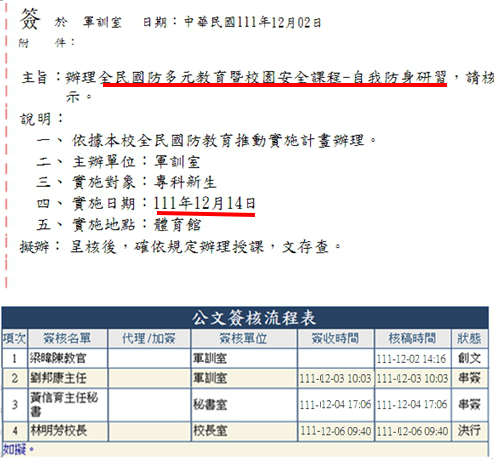 簽 於 軍訓室 日期：中華民國111年12月02日
附 件：
主旨：辦理全民國防多元教育暨校園安全課程-自我防身研習，請核
示。
說明：
一、依據本校全民國防教育推動實施計畫辦理。
二、主辦單位：軍訓室
三、實施對象：專科新生
四、實施日期：111年12月14日
五、實施地點：體育館
擬辦：呈核後，確依規定辦理授課，文存查。
公文簽核流程表
項次 簽核名單 代理/加簽 簽核單位 簽收時間 核稿時間 狀態
1 梁暐陳教官 軍訓室 111-12-02 14:16 創文
2 劉邦康主任 軍訓室 111-12-03 10:03 111-12-03 10:03 串簽
3 黃信育主任秘書 秘書室 111-12-04 17:06 111-12-04 17:06 串簽
4 林明芳校長 校長室 111-12-06 09:40 111-12-06 09:40 決行
如擬。